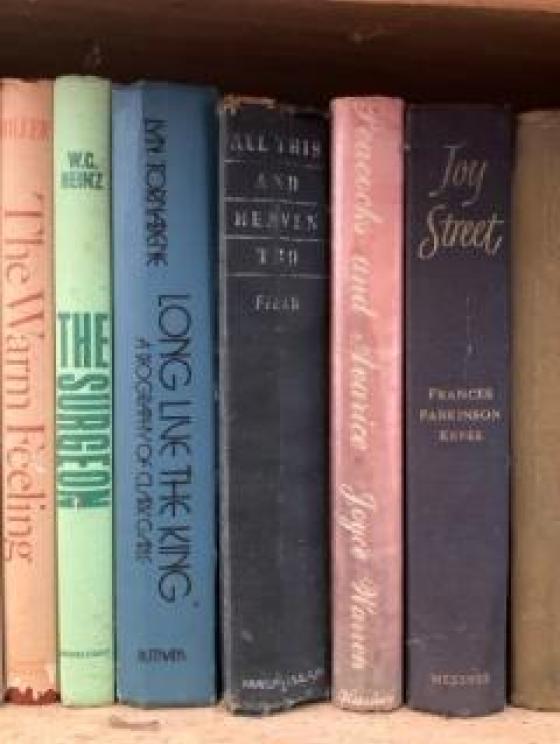 The Warm Feeling
W.C.
HEINZ
THE SURGEON
LYN TORNABENE
LONG LIVE THE KING
A BIOGRAPHY OF CLARK GABLE
PUTNAM'S
ALL THIS
AND
HEAVEN
TOO
Field
Peacocks and Avarice
Joyce Warren
Joy
Street
FRANCES
PARKINSON
KEYES
MESSNER